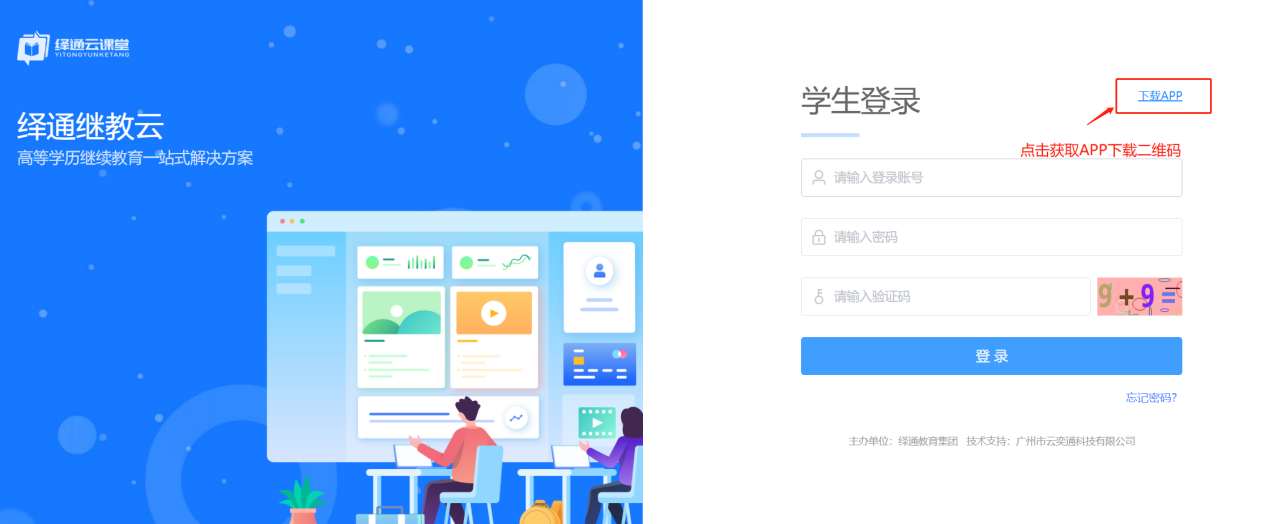 绎通云课堂
YITONGYUNKETANG
绎通继教云
高等学历继续教育一站式解决方案
学生登录
下载APP
点击获取APP下载二维码
请输入登录账号
请输入密码
请输入验证码
9+9=
登 录
忘记密码?
主办单位：绎通教育集团 技术支持：广州市云奕通科技有限公司